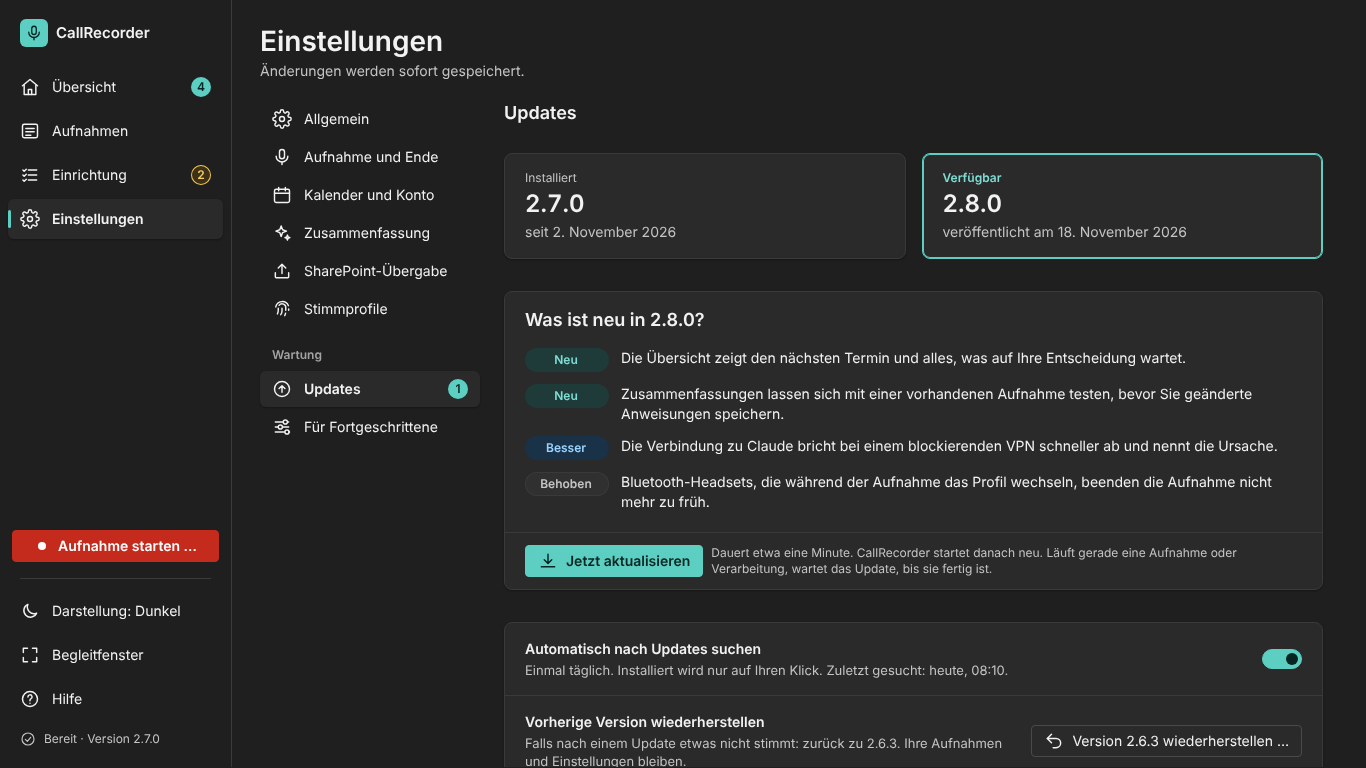 CallRecorder
Übersicht
4
Aufnahmen
Einrichtung
2
Einstellungen
Aufnahme starten ...
Darstellung: Dunkel
Begleitfenster
Hilfe
Bereit · Version 2.7.0
Einstellungen
Änderungen werden sofort gespeichert.
Allgemein
Aufnahme und Ende
Kalender und Konto
Zusammenfassung
SharePoint-Übergabe
Stimmprofile
Wartung
Updates
1
Für Fortgeschrittene
Updates
Installiert
2.7.0
seit 2. November 2026
Verfügbar
2.8.0
veröffentlicht am 18. November 2026
Was ist neu in 2.8.0?
Neu
Die Übersicht zeigt den nächsten Termin und alles, was auf Ihre Entscheidung wartet.
Neu
Zusammenfassungen lassen sich mit einer vorhandenen Aufnahme testen, bevor Sie geänderte
Anweisungen speichern.
Besser
Die Verbindung zu Claude bricht bei einem blockierenden VPN schneller ab und nennt die Ursache.
Behoben
Bluetooth-Headsets, die während der Aufnahme das Profil wechseln, beenden die Aufnahme nicht
mehr zu früh.
Jetzt aktualisieren
Dauert etwa eine Minute. CallRecorder startet danach neu. Läuft gerade eine Aufnahme oder
Verarbeitung, wartet das Update, bis sie fertig ist.
Automatisch nach Updates suchen
Einmal täglich. Installiert wird nur auf Ihren Klick. Zuletzt gesucht: heute, 08:10.
Vorherige Version wiederherstellen
Falls nach einem Update etwas nicht stimmt: zurück zu 2.6.3. Ihre Aufnahmen
und Einstellungen bleiben.
Version 2.6.3 wiederherstellen ...